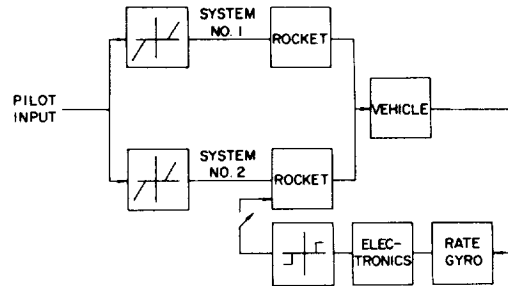 SYSTEM
NO. 1
ROCKET
PILOT
INPUT
VEHICLE
SYSTEM
NO. 2
ROCKET
ELEC-
TRONICS
RATE
GYRO